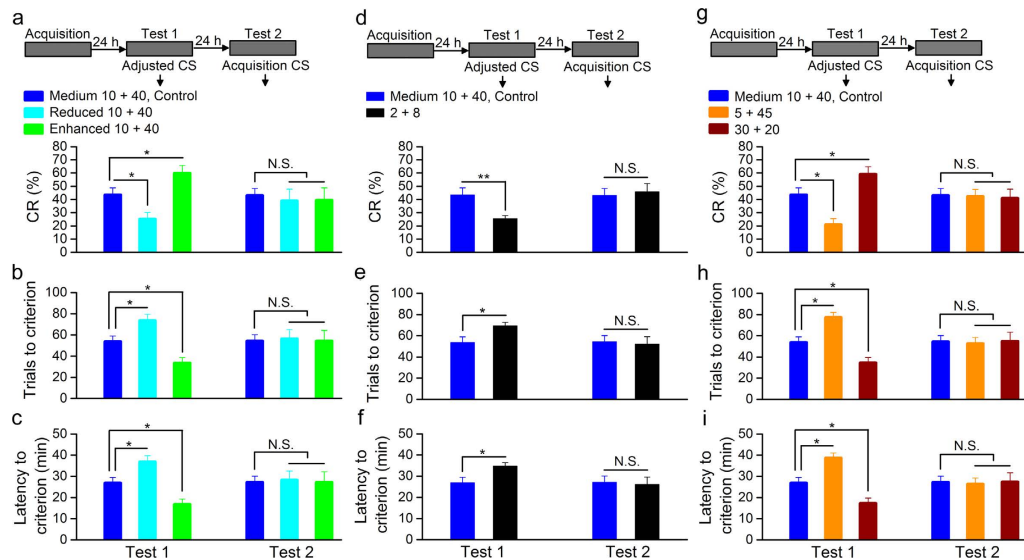 a
Acquisition 24 h Test 1 24 h Test 2
Adjusted CS Acquisition CS
Medium 10 + 40, Control
Reduced 10 + 40
Enhanced 10 + 40
CR (%)
80
70
60
50
40
30
20
10
0
*
*
N.S.
b
Trials to criterion
100
80
60
40
20
0
*
*
N.S.
c
Latency to
criterion (min)
50
40
30
20
10
0
*
*
N.S.
Test 1 Test 2
d
Acquisition 24 h Test 1 24 h Test 2
Adjusted CS Acquisition CS
Medium 10 + 40, Control
2 + 8
CR (%)
80
70
60
50
40
30
20
10
0
**
N.S.
e
Trials to criterion
100
80
60
40
20
0
*
N.S.
f
Latency to
criterion (min)
50
40
30
20
10
0
*
N.S.
Test 1 Test 2
g
Acquisition 24 h Test 1 24 h Test 2
Adjusted CS Acquisition CS
Medium 10 + 40, Control
5 + 45
30 + 20
CR (%)
80
70
60
50
40
30
20
10
0
*
*
N.S.
h
Trials to criterion
100
80
60
40
20
0
*
*
N.S.
i
Latency to
criterion (min)
50
40
30
20
10
0
*
*
N.S.
Test 1 Test 2